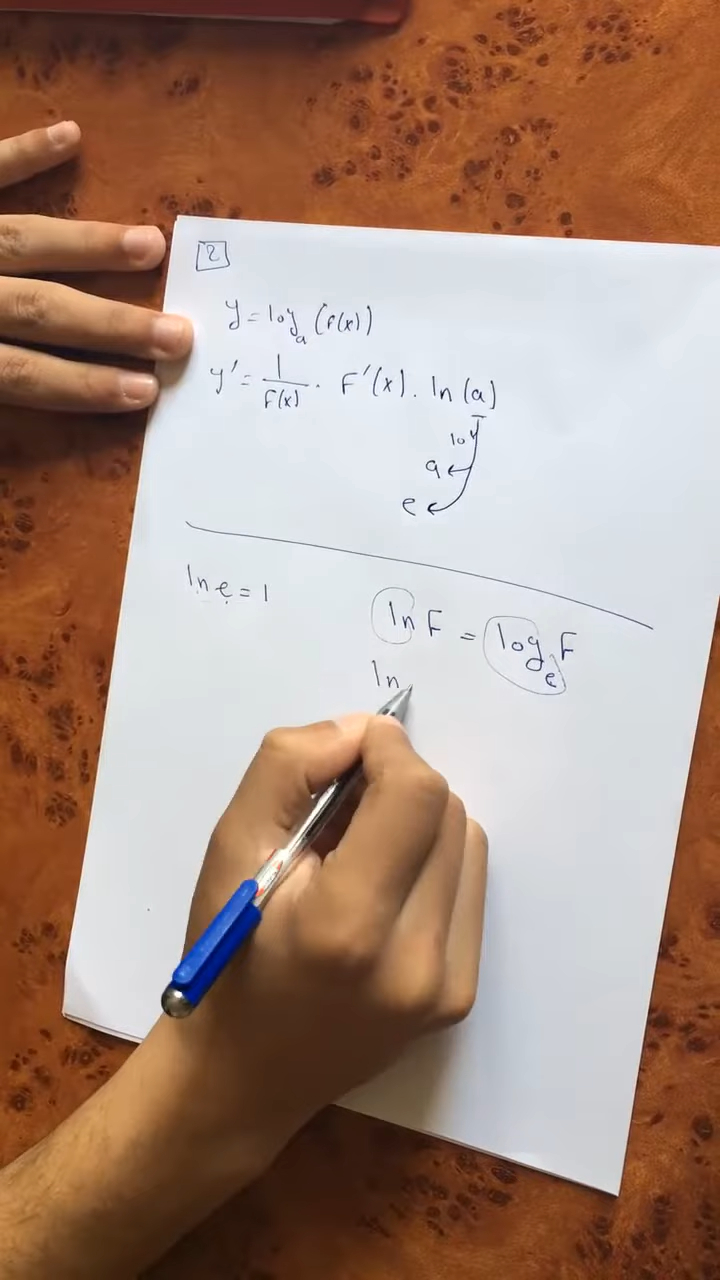 2
y = log_a (F(x))
y' = 1/F(x) . F'(x) . ln(a)
log
a
e
ln e = 1
ln F = log_e F
ln